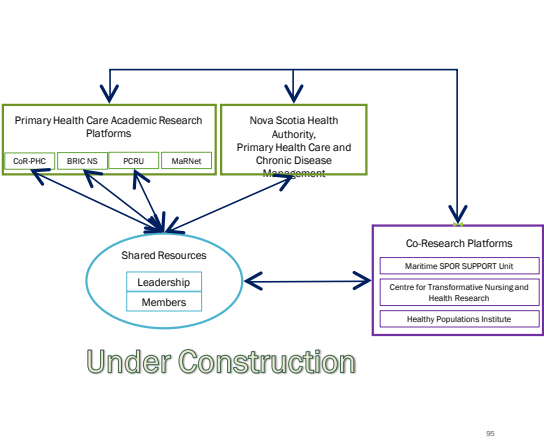 Primary Health Care Academic Research
Platforms
CoR-PHC
BRIC NS
PCRU
MaRNet
Nova Scotia Health
Authority,
Primary Health Care and
Chronic Disease
Management
Co-Research Platforms
Maritime SPOR SUPPORT Unit
Centre for Transformative Nursing and
Health Research
Healthy Populations Institute
Shared Resources
Leadership
Members
Under Construction
95